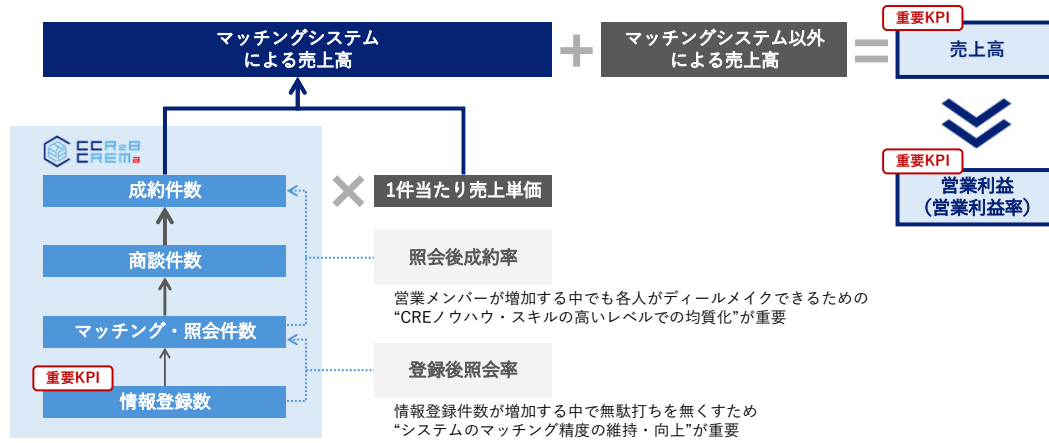 マッチングシステム
による売上高
+
マッチングシステム以外
による売上高
=
重要KPI
売上高
重要KPI
営業利益
（営業利益率）
CCReB
CREMa
成約件数
×
1件当たり売上単価
商談件数
照会後成約率
営業メンバーが増加する中でも各人がディールメイクできるための
“CREノウハウ・スキルの高いレベルでの均質化”が重要
マッチング・照会件数
登録後照会率
重要KPI
情報登録数
情報登録件数が増加する中で無駄打ちを無くすため
“システムのマッチング精度の維持・向上”が重要